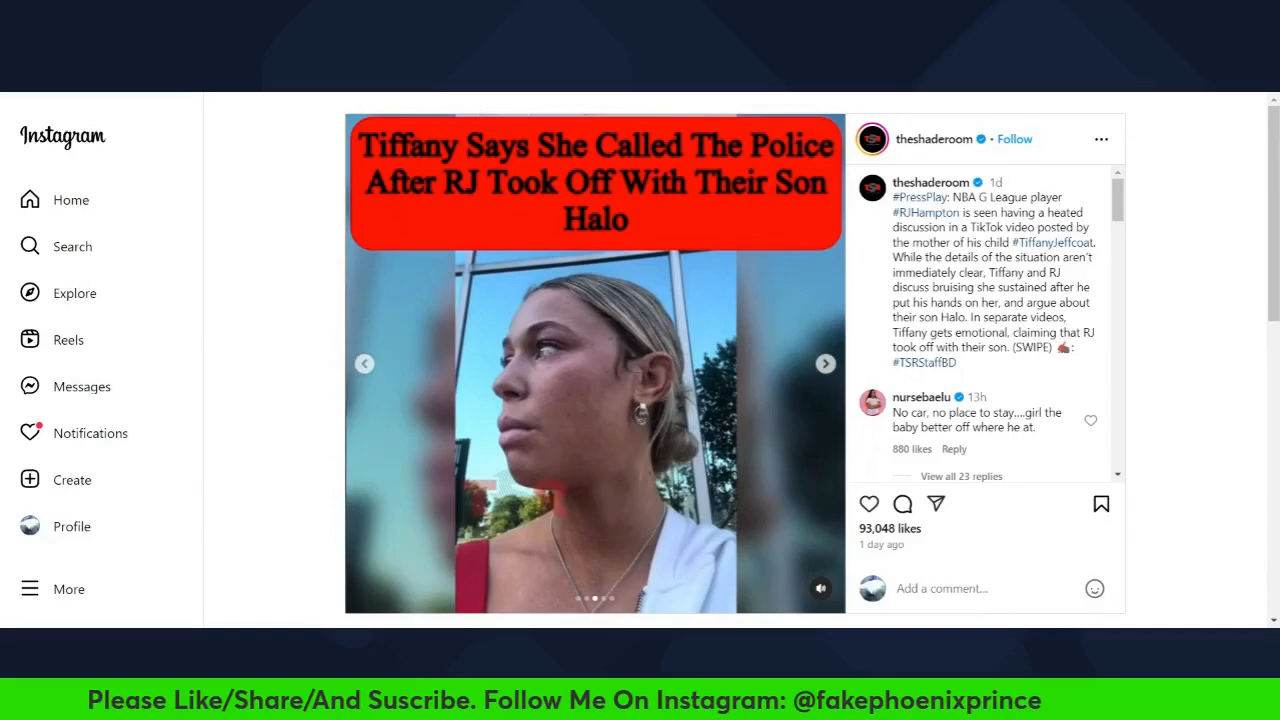 Instagram
Home
Search
Explore
Reels
Messages
Notifications
Create
Profile
More
Tiffany Says She Called The Police
After RJ Took Off With Their Son
Halo
theshaderoom • Follow
theshaderoom 1d
#PressPlay: NBA G League player
#RJHampton is seen having a heated
discussion in a TikTok video posted by
the mother of his child #TiffanyJeffcoat.
While the details of the situation aren't
immediately clear, Tiffany and RJ
discuss bruising she sustained after he
put his hands on her, and argue about
their son Halo. In separate videos,
Tiffany gets emotional, claiming that RJ
took off with their son. (SWIPE) ✍🏾:
#TSRStaffBD
nursebaelu 13h
No car, no place to stay....girl the
baby better off where he at.
880 likes Reply
View all 23 replies
93,048 likes
1 day ago
Add a comment...
Please Like/Share/And Suscribe. Follow Me On Instagram: @fakephoenixprince